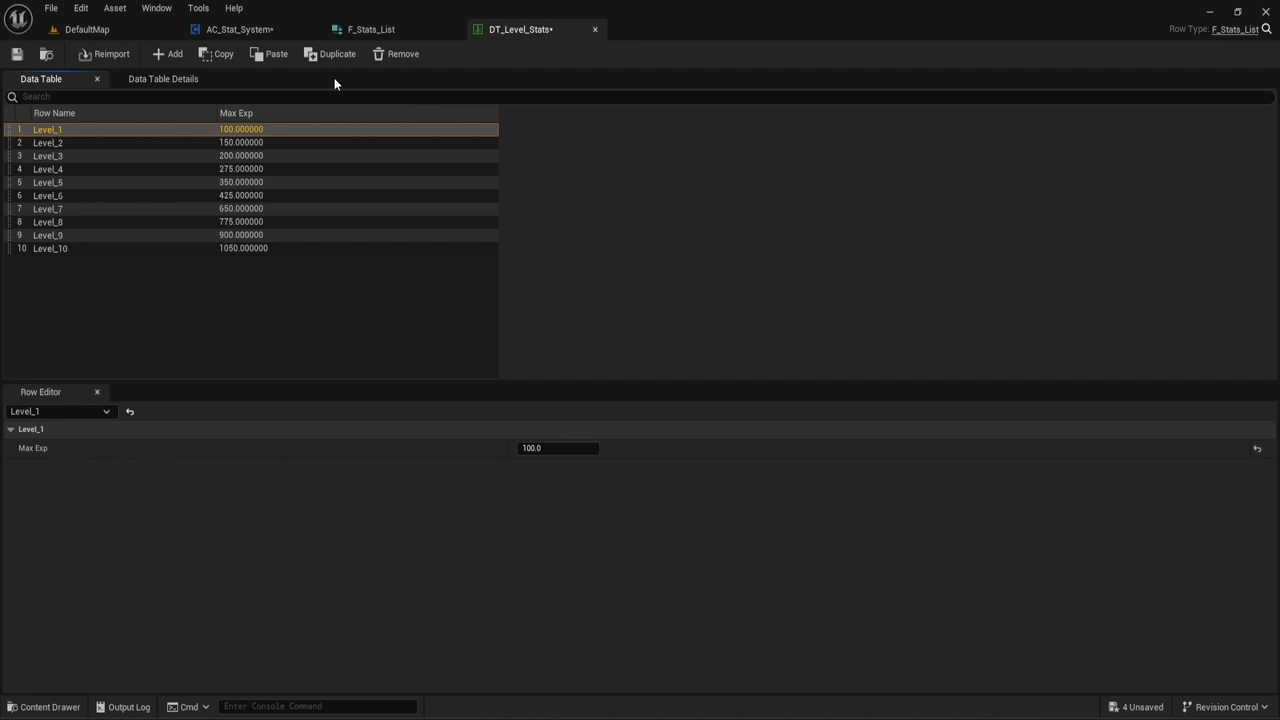 File Edit Asset Window Tools Help
DefaultMap AC_Stat_System* F_Stats_List DT_Level_Stats* Row Type: F_Stats_List
Reimport Add Copy Paste Duplicate Remove
Data Table Data Table Details
Search
Row Name Max Exp
1 Level_1 100.000000
2 Level_2 150.000000
3 Level_3 200.000000
4 Level_4 275.000000
5 Level_5 350.000000
6 Level_6 425.000000
7 Level_7 650.000000
8 Level_8 775.000000
9 Level_9 900.000000
10 Level_10 1050.000000
Row Editor
Level_1
Level_1
Max Exp 100.0
Content Drawer Output Log Cmd Enter Console Command 4 Unsaved Revision Control